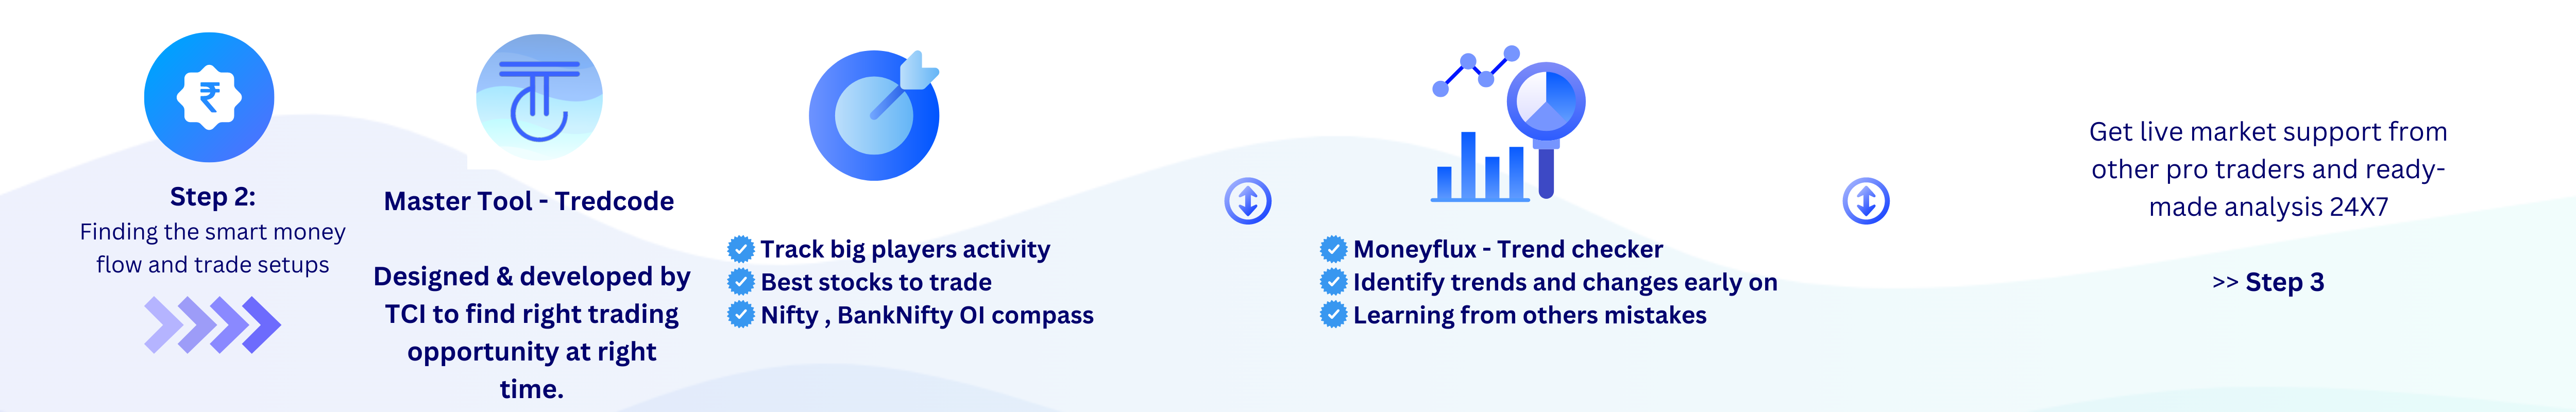 Step 2:
Finding the smart money
flow and trade setups
Master Tool - Tredcode
Designed & developed by
TCI to find right trading
opportunity at right
time.
Track big players activity
Best stocks to trade
Nifty , BankNifty OI compass
Moneyflux - Trend checker
Identify trends and changes early on
Learning from others mistakes
Get live market support from
other pro traders and ready-
made analysis 24X7
>> Step 3